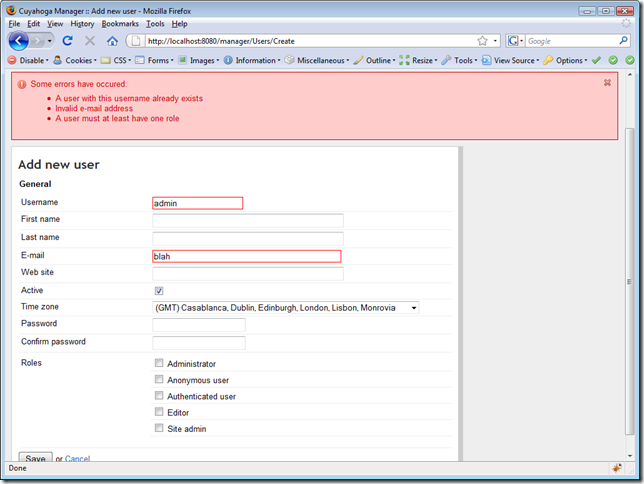 Cuyahoga Manager :: Add new user - Mozilla Firefox
File Edit View History Bookmarks Tools Help
http://localhost:8080/manager/Users/Create
Google
Disable Cookies CSS Forms Images Information Miscellaneous Outline Resize Tools View Source Options
Some errors have occured:
A user with this username already exists
Invalid e-mail address
A user must at least have one role
Add new user
General
Username admin
First name
Last name
E-mail blah
Web site
Active
Time zone (GMT) Casablanca, Dublin, Edinburgh, London, Lisbon, Monrovia
Password
Confirm password
Roles Administrator
Anonymous user
Authenticated user
Editor
Site admin
Save or Cancel
Done